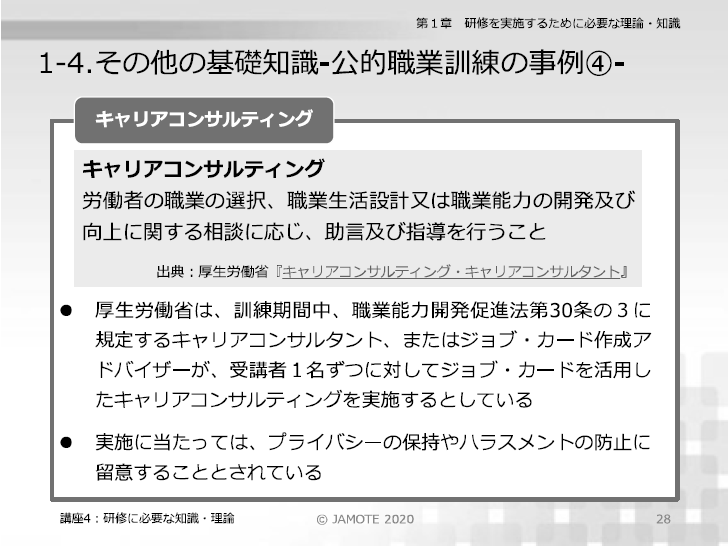 第１章　研修を実施するために必要な理論・知識
1-4.その他の基礎知識-公的職業訓練の事例④-
キャリアコンサルティング
キャリアコンサルティング
労働者の職業の選択、職業生活設計又は職業能力の開発及び
向上に関する相談に応じ、助言及び指導を行うこと
出典：厚生労働省『キャリアコンサルティング・キャリアコンサルタント』
● 厚生労働省は、訓練期間中、職業能力開発促進法第30条の３に
規定するキャリアコンサルタント、またはジョブ・カード作成ア
ドバイザーが、受講者１名ずつに対してジョブ・カードを活用し
たキャリアコンサルティングを実施するとしている
● 実施に当たっては、プライバシーの保持やハラスメントの防止に
留意することとされている
講座4：研修に必要な知識・理論
© JAMOTE 2020
28